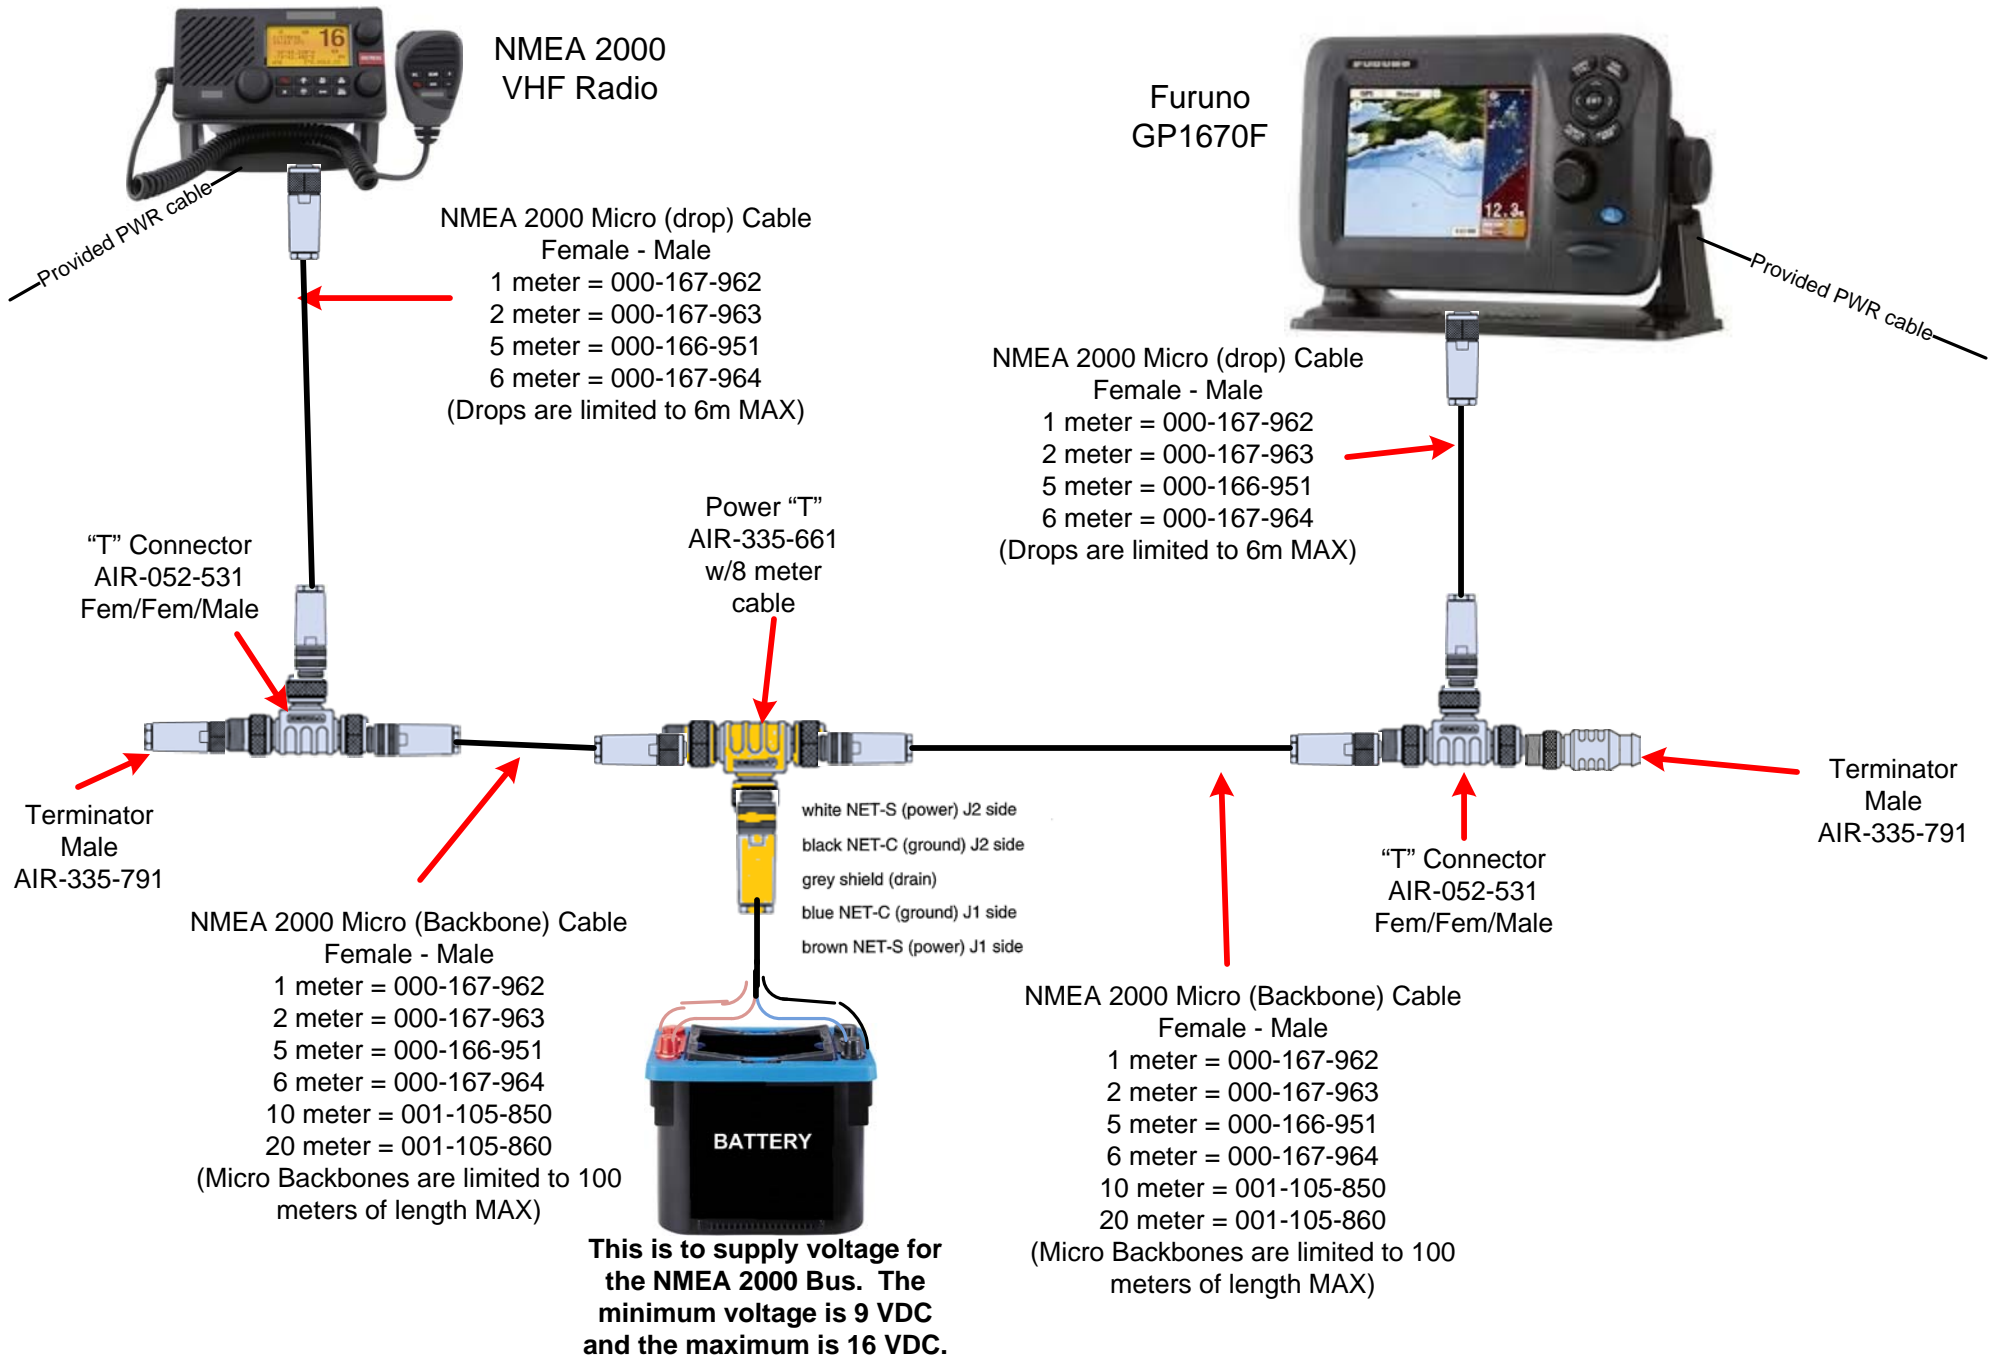 NMEA 2000
VHF Radio
16
Provided PWR cable
NMEA 2000 Micro (drop) Cable
Female - Male
1 meter = 000-167-962
2 meter = 000-167-963
5 meter = 000-166-951
6 meter = 000-167-964
(Drops are limited to 6m MAX)
Furuno
GP1670F
FURUNO
12.3
Provided PWR cable
NMEA 2000 Micro (drop) Cable
Female - Male
1 meter = 000-167-962
2 meter = 000-167-963
5 meter = 000-166-951
6 meter = 000-167-964
(Drops are limited to 6m MAX)
“T” Connector
AIR-052-531
Fem/Fem/Male
Power “T”
AIR-335-661
w/8 meter
cable
Terminator
Male
AIR-335-791
white NET-S (power) J2 side
black NET-C (ground) J2 side
grey shield (drain)
blue NET-C (ground) J1 side
brown NET-S (power) J1 side
“T” Connector
AIR-052-531
Fem/Fem/Male
Terminator
Male
AIR-335-791
NMEA 2000 Micro (Backbone) Cable
Female - Male
1 meter = 000-167-962
2 meter = 000-167-963
5 meter = 000-166-951
6 meter = 000-167-964
10 meter = 001-105-850
20 meter = 001-105-860
(Micro Backbones are limited to 100
meters of length MAX)
BATTERY
This is to supply voltage for
the NMEA 2000 Bus.  The
minimum voltage is 9 VDC
and the maximum is 16 VDC.
NMEA 2000 Micro (Backbone) Cable
Female - Male
1 meter = 000-167-962
2 meter = 000-167-963
5 meter = 000-166-951
6 meter = 000-167-964
10 meter = 001-105-850
20 meter = 001-105-860
(Micro Backbones are limited to 100
meters of length MAX)